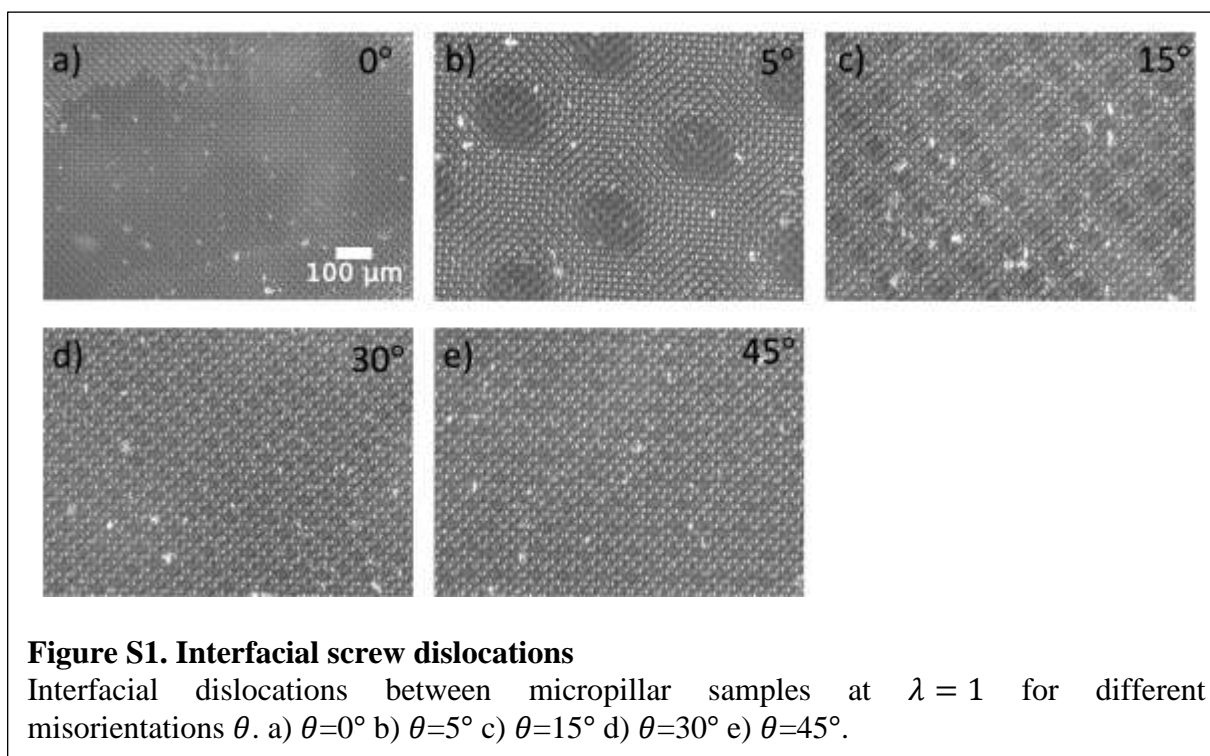 a) 0° b) 5° c) 15°
100 μm
d) 30° e) 45°
Figure S1. Interfacial screw dislocations
Interfacial dislocations between micropillar samples at λ = 1 for different
misorientations θ. a) θ=0° b) θ=5° c) θ=15° d) θ=30° e) θ=45°.